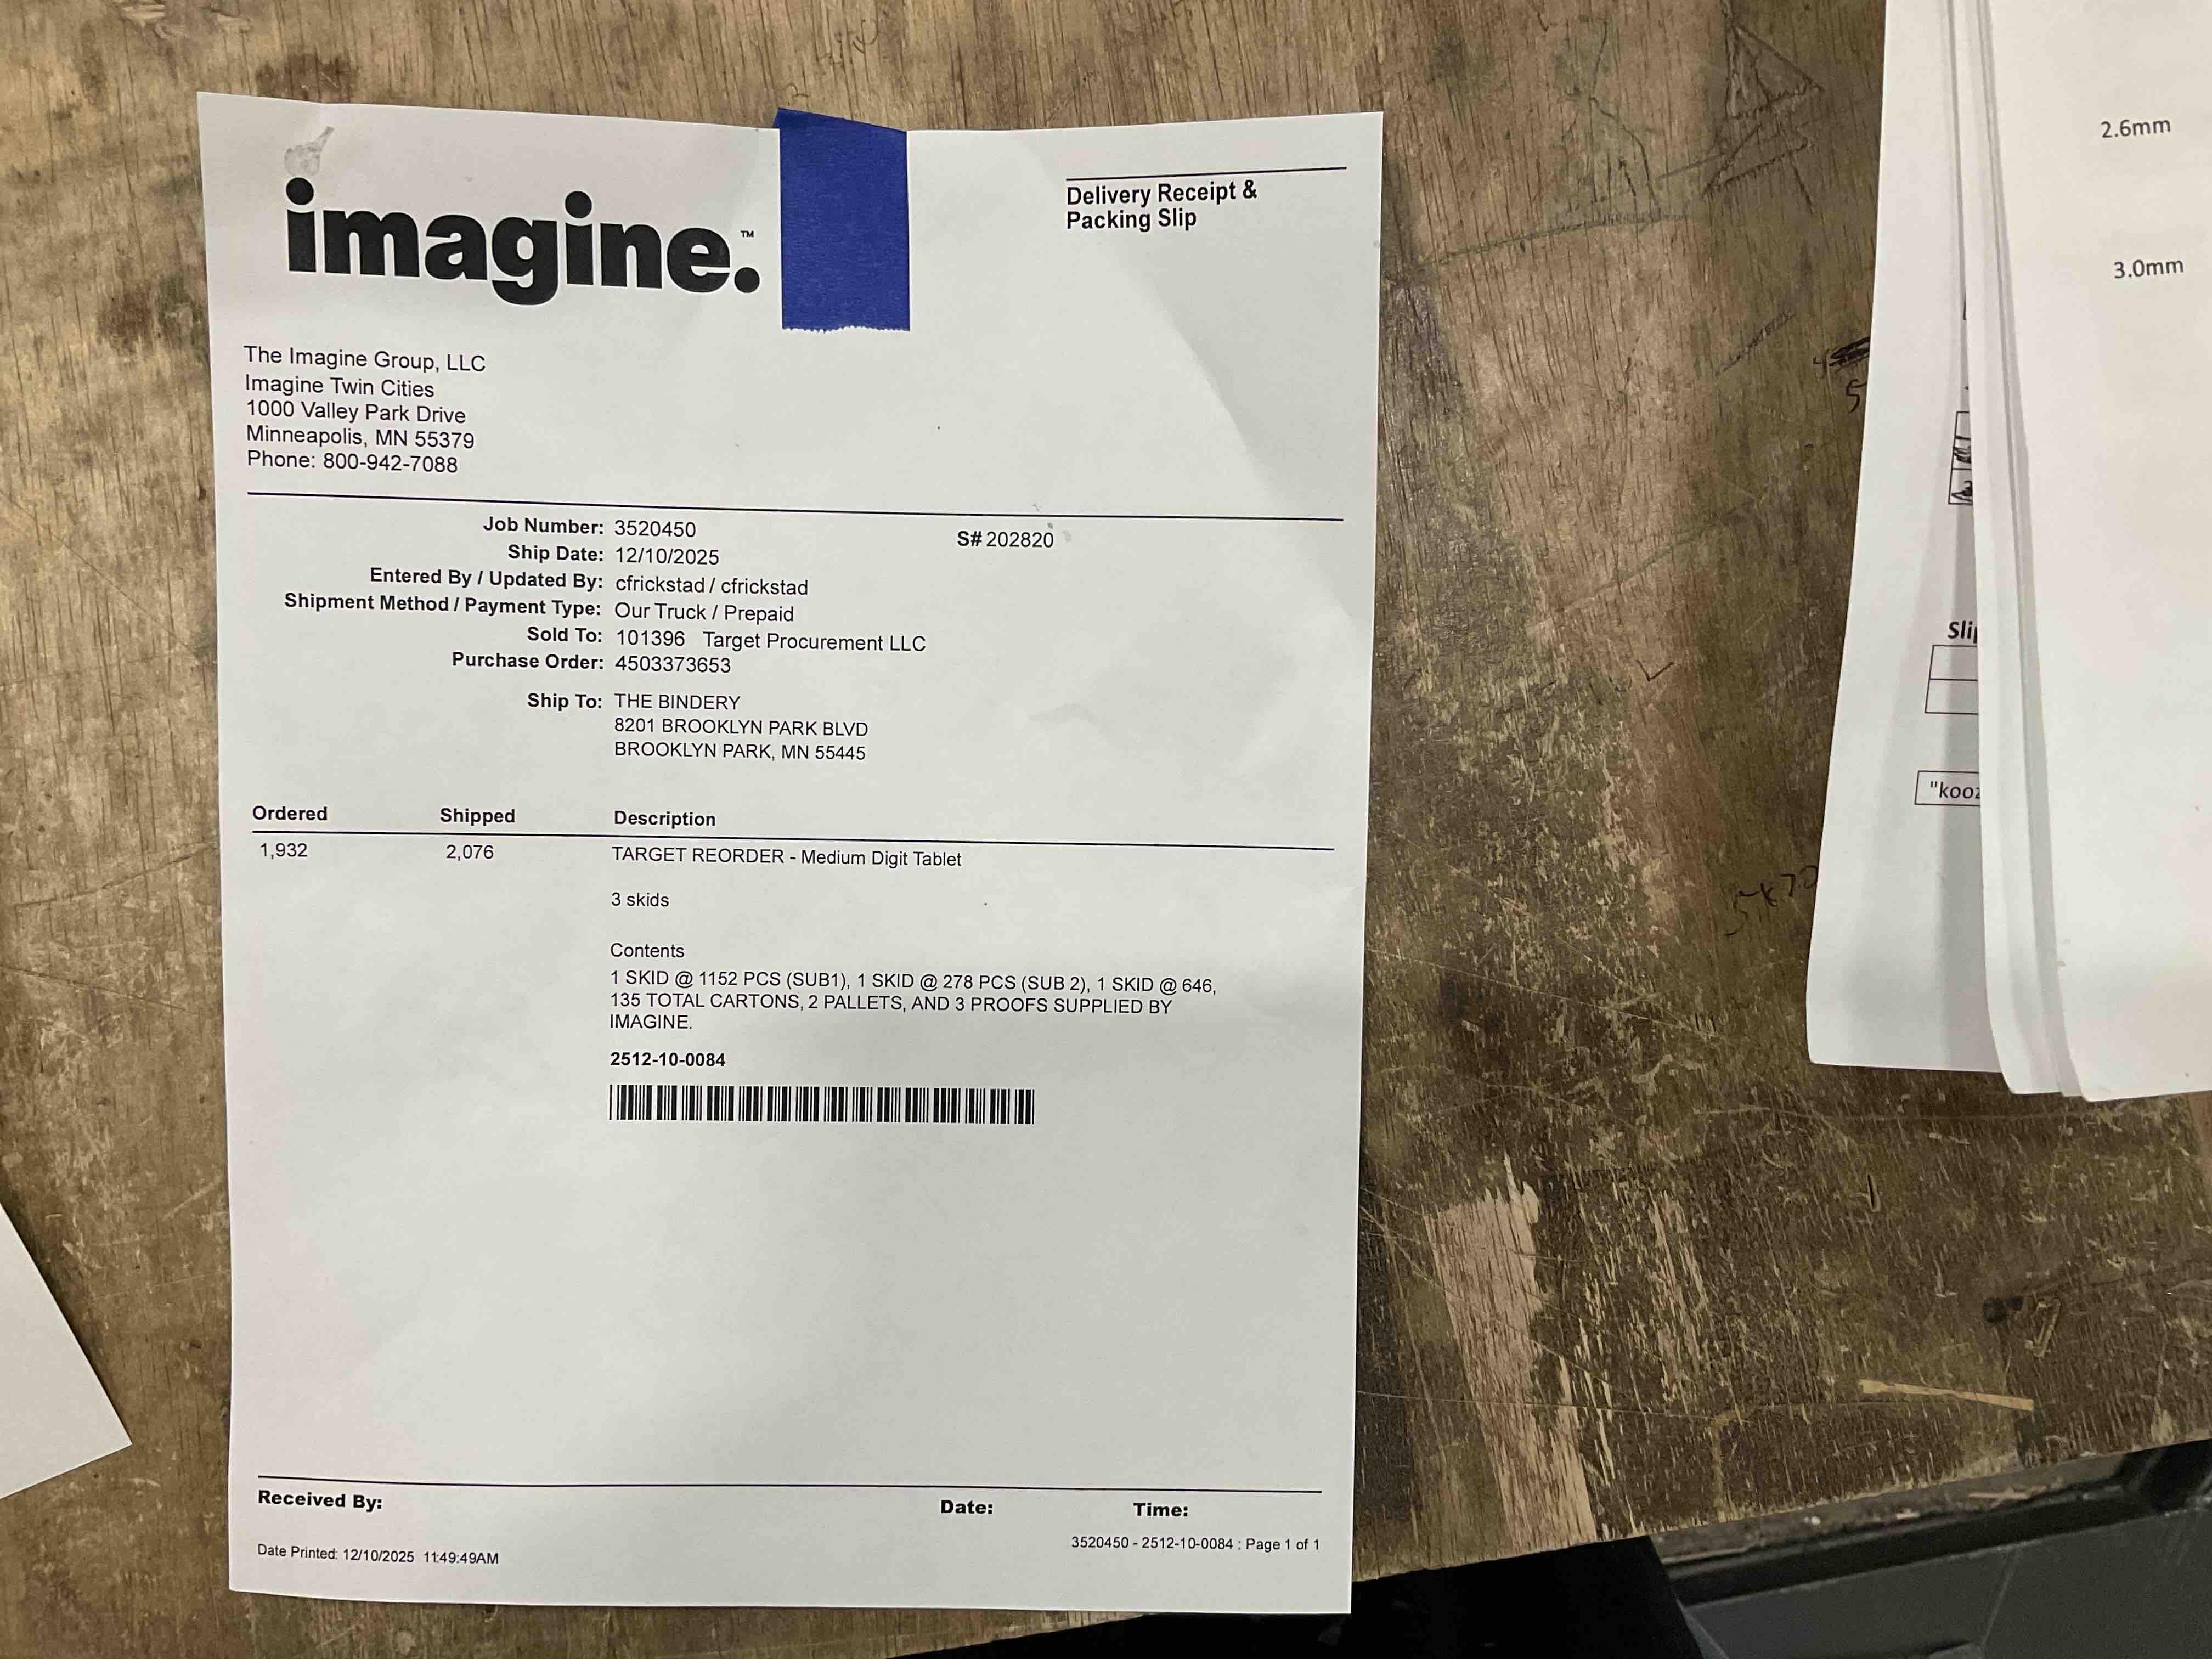 imagine.™
Delivery Receipt &
Packing Slip
The Imagine Group, LLC
Imagine Twin Cities
1000 Valley Park Drive
Minneapolis, MN 55379
Phone: 800-942-7088
Job Number: 3520450
S# 202820
Ship Date: 12/10/2025
Entered By / Updated By: cfrickstad / cfrickstad
Shipment Method / Payment Type: Our Truck / Prepaid
Sold To: 101396 Target Procurement LLC
Purchase Order: 4503373653
Ship To: THE BINDERY
8201 BROOKLYN PARK BLVD
BROOKLYN PARK, MN 55445
Ordered Shipped Description
1,932 2,076 TARGET REORDER - Medium Digit Tablet
3 skids
Contents
1 SKID @ 1152 PCS (SUB1), 1 SKID @ 278 PCS (SUB 2), 1 SKID @ 646,
135 TOTAL CARTONS, 2 PALLETS, AND 3 PROOFS SUPPLIED BY
IMAGINE.
2512-10-0084
Received By: Date: Time:
3520450 - 2512-10-0084 : Page 1 of 1
Date Printed: 12/10/2025 11:49:49AM
2.6mm
3.0mm
"kooz